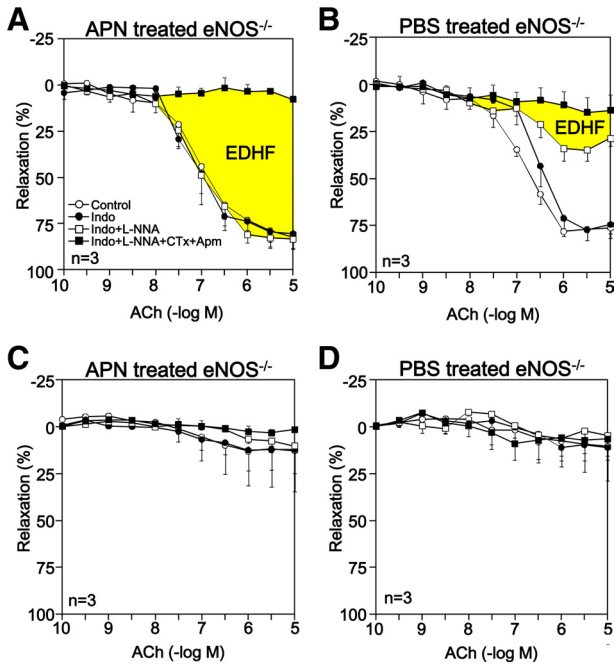 A
APN treated eNOS-/-
-25
0
25
50
75
100
Relaxation (%)
EDHF
Control
Indo
Indo+L-NNA
Indo+L-NNA+CTx+Apm
n=3
10 9 8 7 6 5
ACh (-log M)
B
PBS treated eNOS-/-
-25
0
25
50
75
100
Relaxation (%)
EDHF
n=3
10 9 8 7 6 5
ACh (-log M)
C
APN treated eNOS-/-
-25
0
25
50
75
100
Relaxation (%)
n=3
10 9 8 7 6 5
ACh (-log M)
D
PBS treated eNOS-/-
-25
0
25
50
75
100
Relaxation (%)
n=3
10 9 8 7 6 5
ACh (-log M)